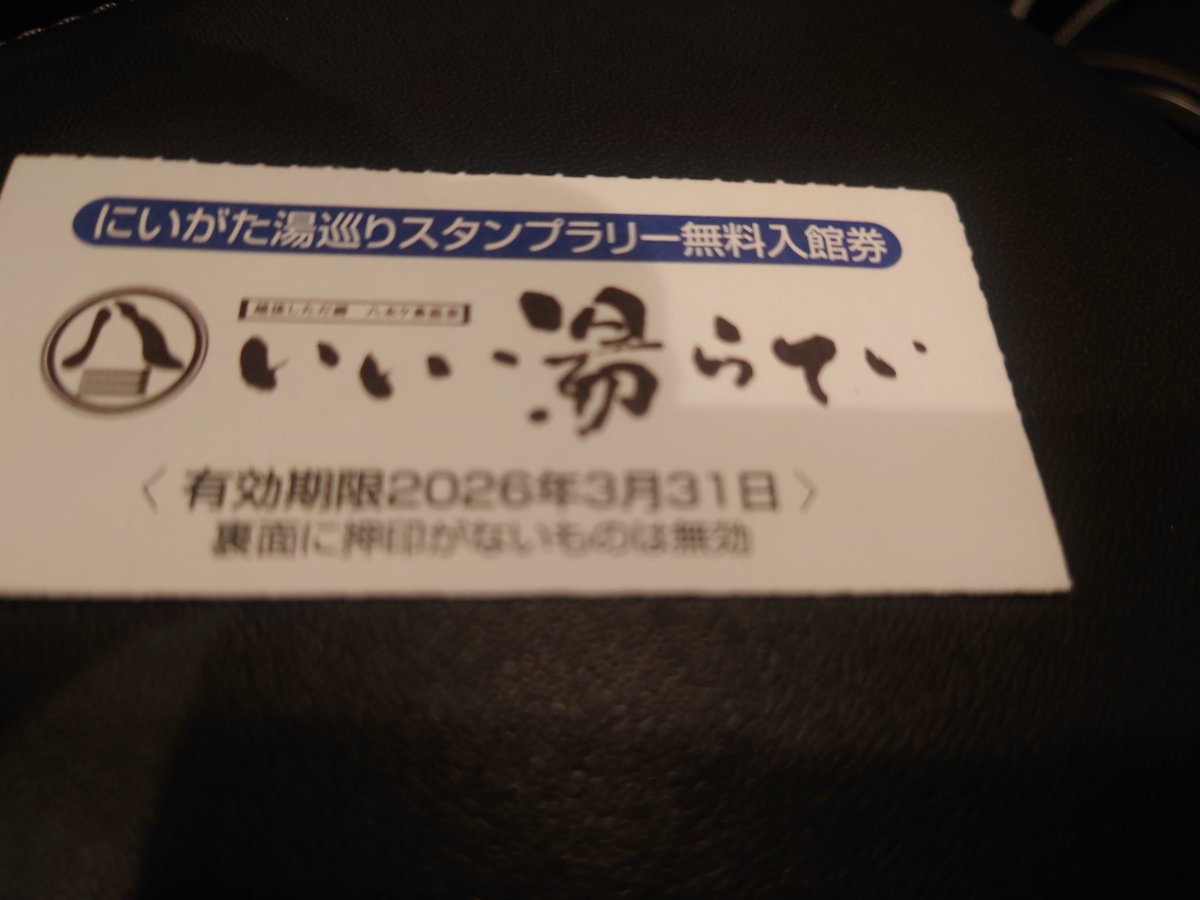 にいがた湯巡りスタンプラリー無料入館券
八
いい湯らてい
〈 有効期限2026年3月31日 〉
裏面に押印がないものは無効